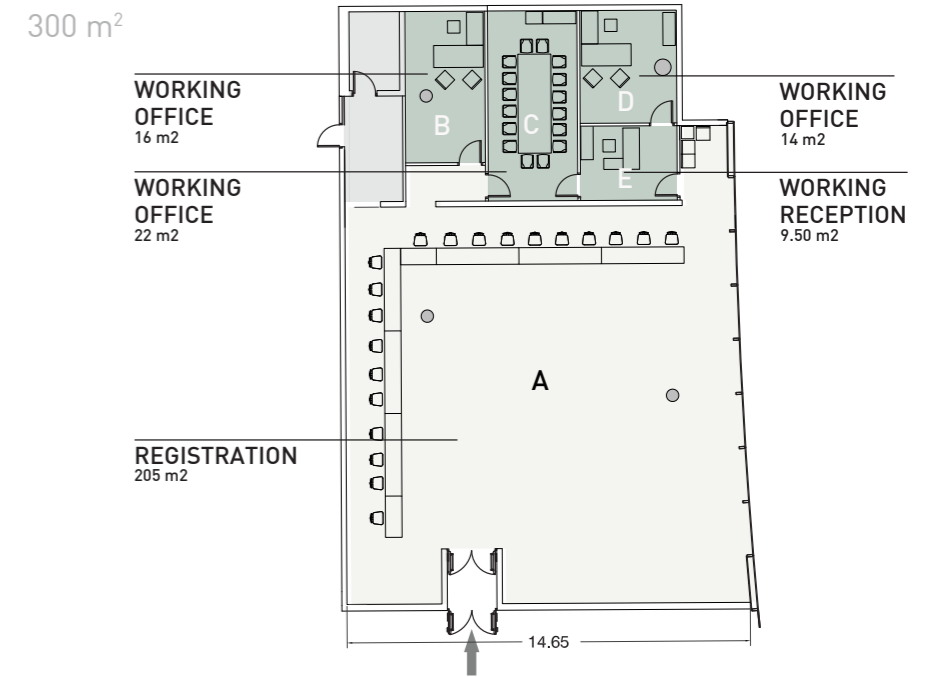 300 m²
WORKING
OFFICE
16 m2
WORKING
OFFICE
22 m2
REGISTRATION
205 m2
B
C
D
E
A
WORKING
OFFICE
14 m2
WORKING
RECEPTION
9.50 m2
14.65